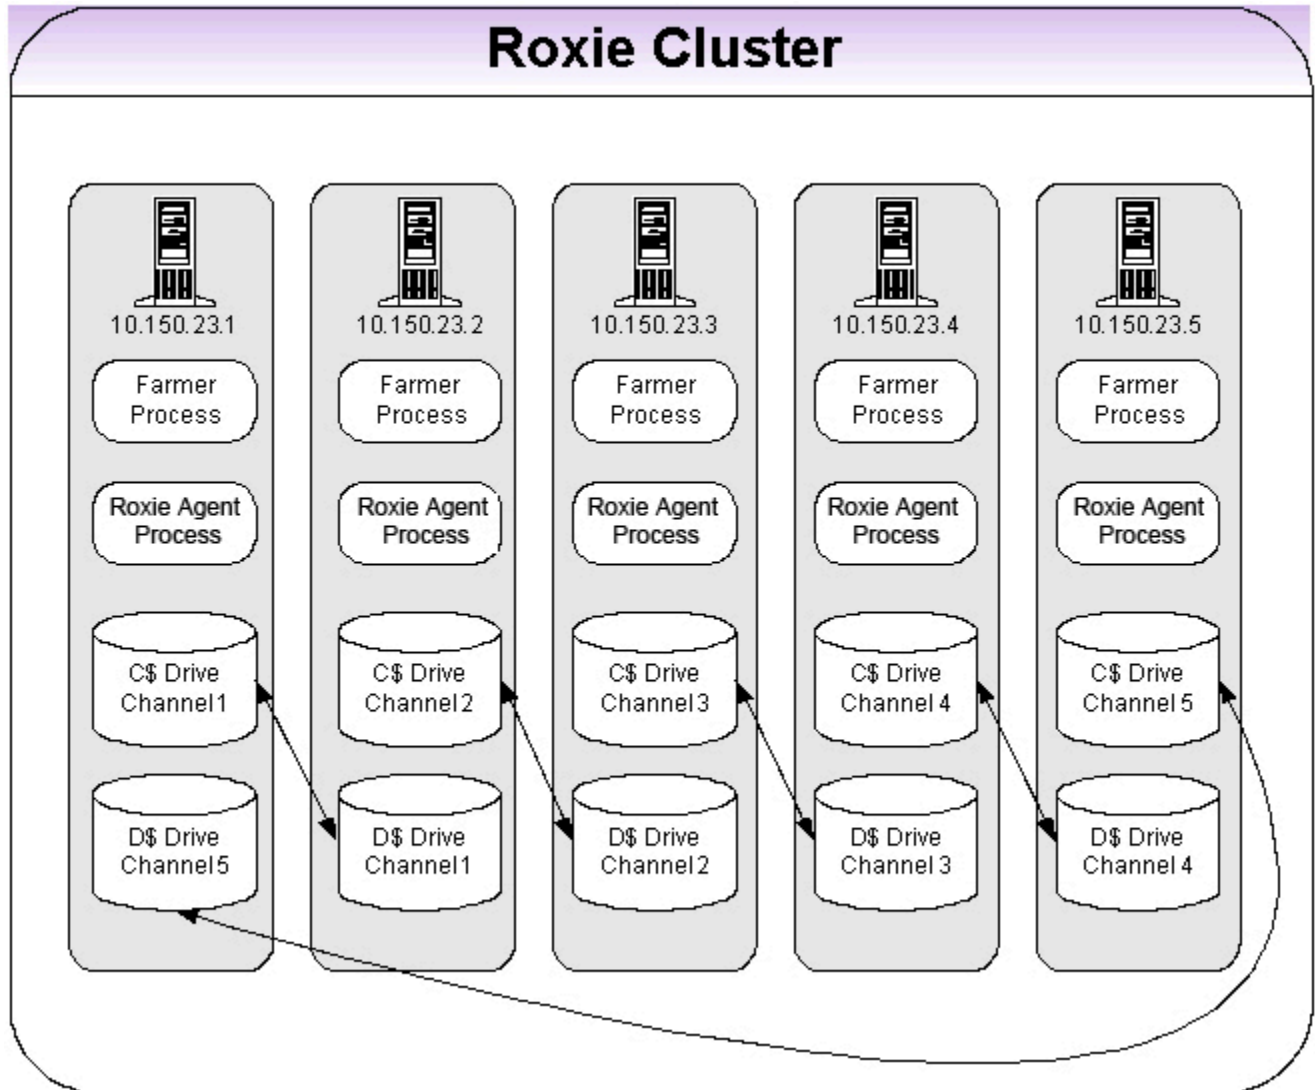 Roxie Cluster
10.150.23.1
Farmer
Process
Roxie Agent
Process
C$ Drive
Channel 1
D$ Drive
Channel 5
10.150.23.2
Farmer
Process
Roxie Agent
Process
C$ Drive
Channel 2
D$ Drive
Channel 1
10.150.23.3
Farmer
Process
Roxie Agent
Process
C$ Drive
Channel 3
D$ Drive
Channel 2
10.150.23.4
Farmer
Process
Roxie Agent
Process
C$ Drive
Channel 4
D$ Drive
Channel 3
10.150.23.5
Farmer
Process
Roxie Agent
Process
C$ Drive
Channel 5
D$ Drive
Channel 4